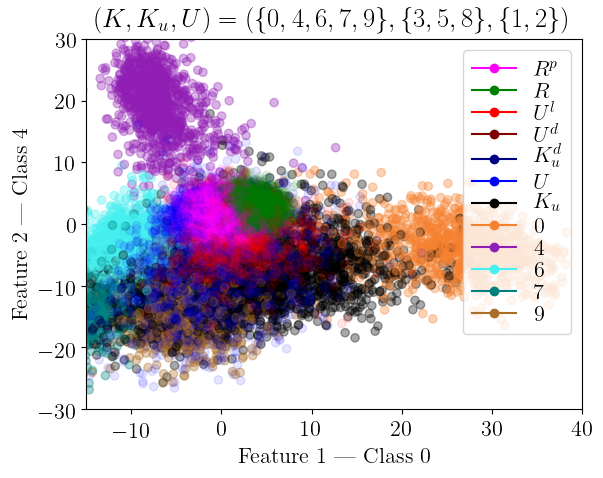 (K, K_u, U) = ({0, 4, 6, 7, 9}, {3, 5, 8}, {1, 2})
30
20
10
0
−10
−20
−30
Feature 2 — Class 4
R^p
R
U^l
U^d
K_u^d
U
K_u
0
4
6
7
9
−10
0
10
20
30
40
Feature 1 — Class 0